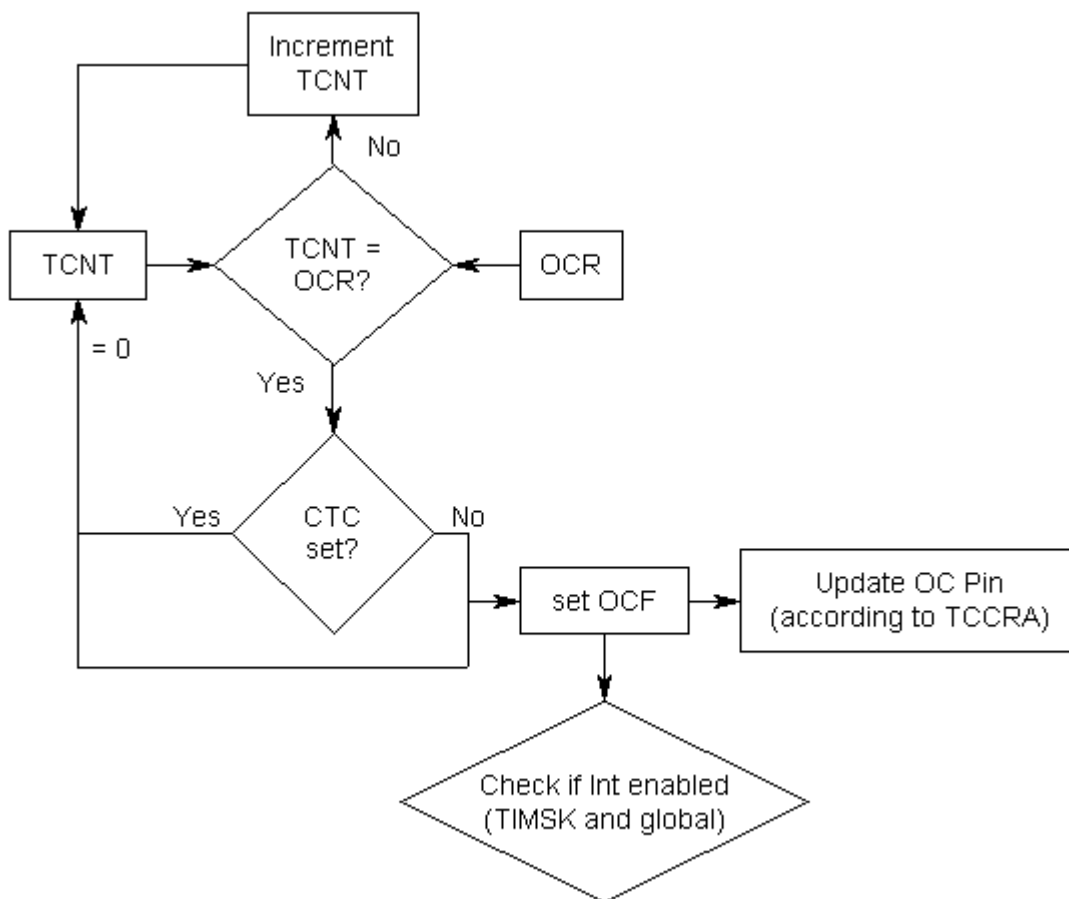 Increment
TCNT
No
TCNT
TCNT =
OCR?
OCR
= 0
Yes
Yes
CTC
set?
No
set OCF
Update OC Pin
(according to TCCRA)
Check if Int enabled
(TIMSK and global)